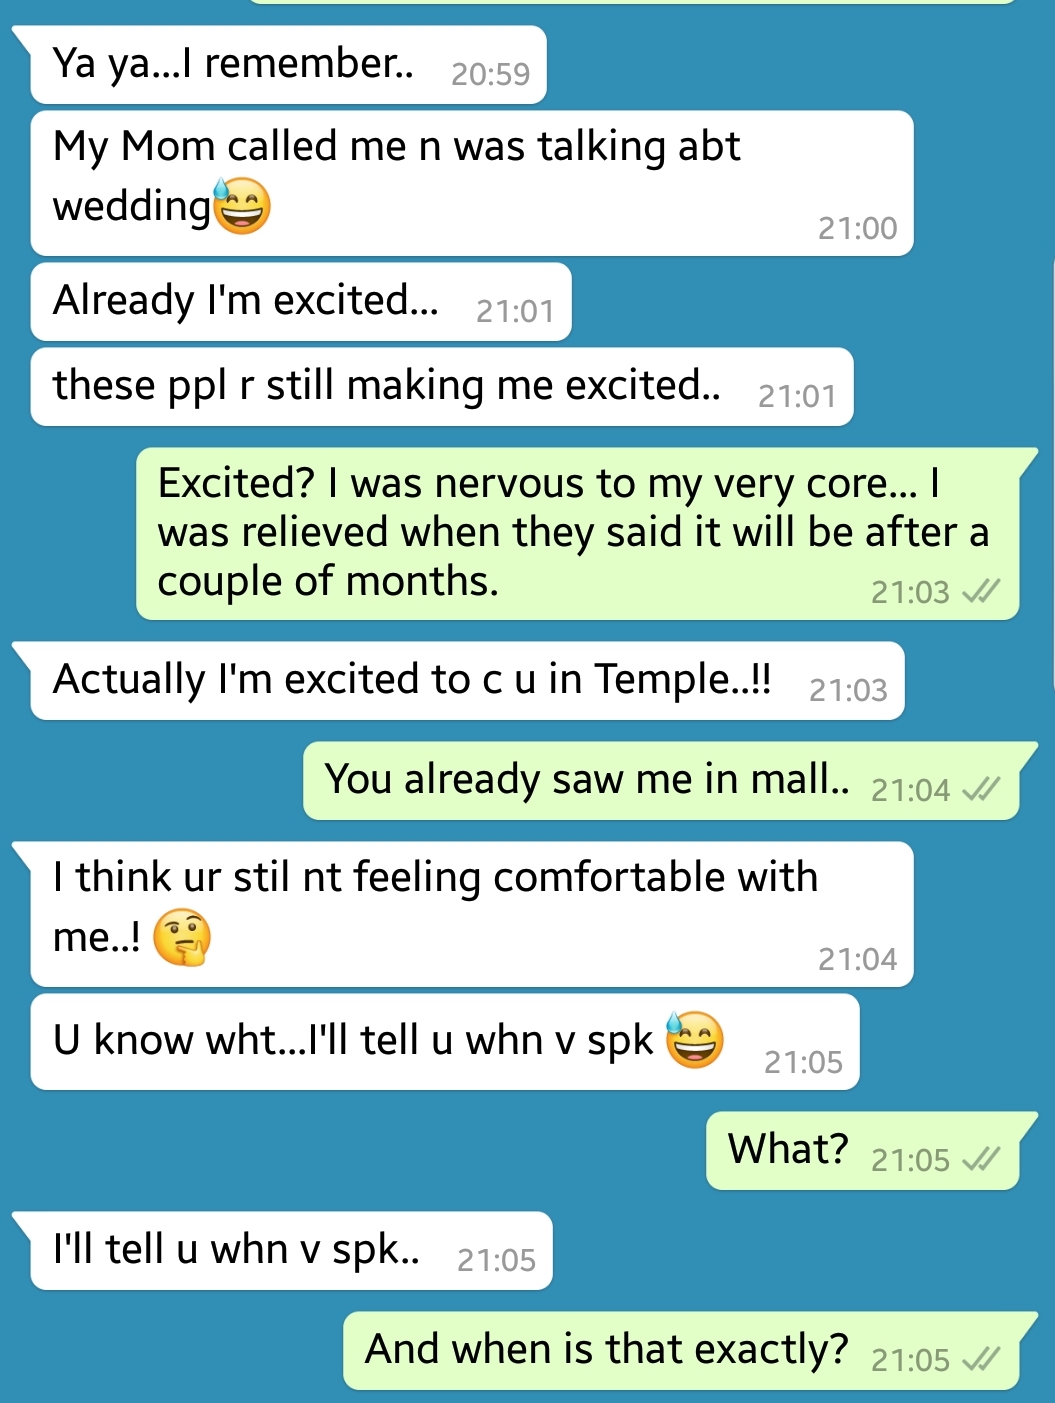 Ya ya...I remember.. 20:59
My Mom called me n was talking abt
wedding😅
21:00
Already I'm excited... 21:01
these ppl r still making me excited.. 21:01
Excited? I was nervous to my very core... I
was relieved when they said it will be after a
couple of months. 21:03
Actually I'm excited to c u in Temple..!! 21:03
You already saw me in mall.. 21:04
I think ur stil nt feeling comfortable with
me..! 🤔
21:04
U know wht...I'll tell u whn v spk 😅 21:05
What? 21:05
I'll tell u whn v spk.. 21:05
And when is that exactly? 21:05